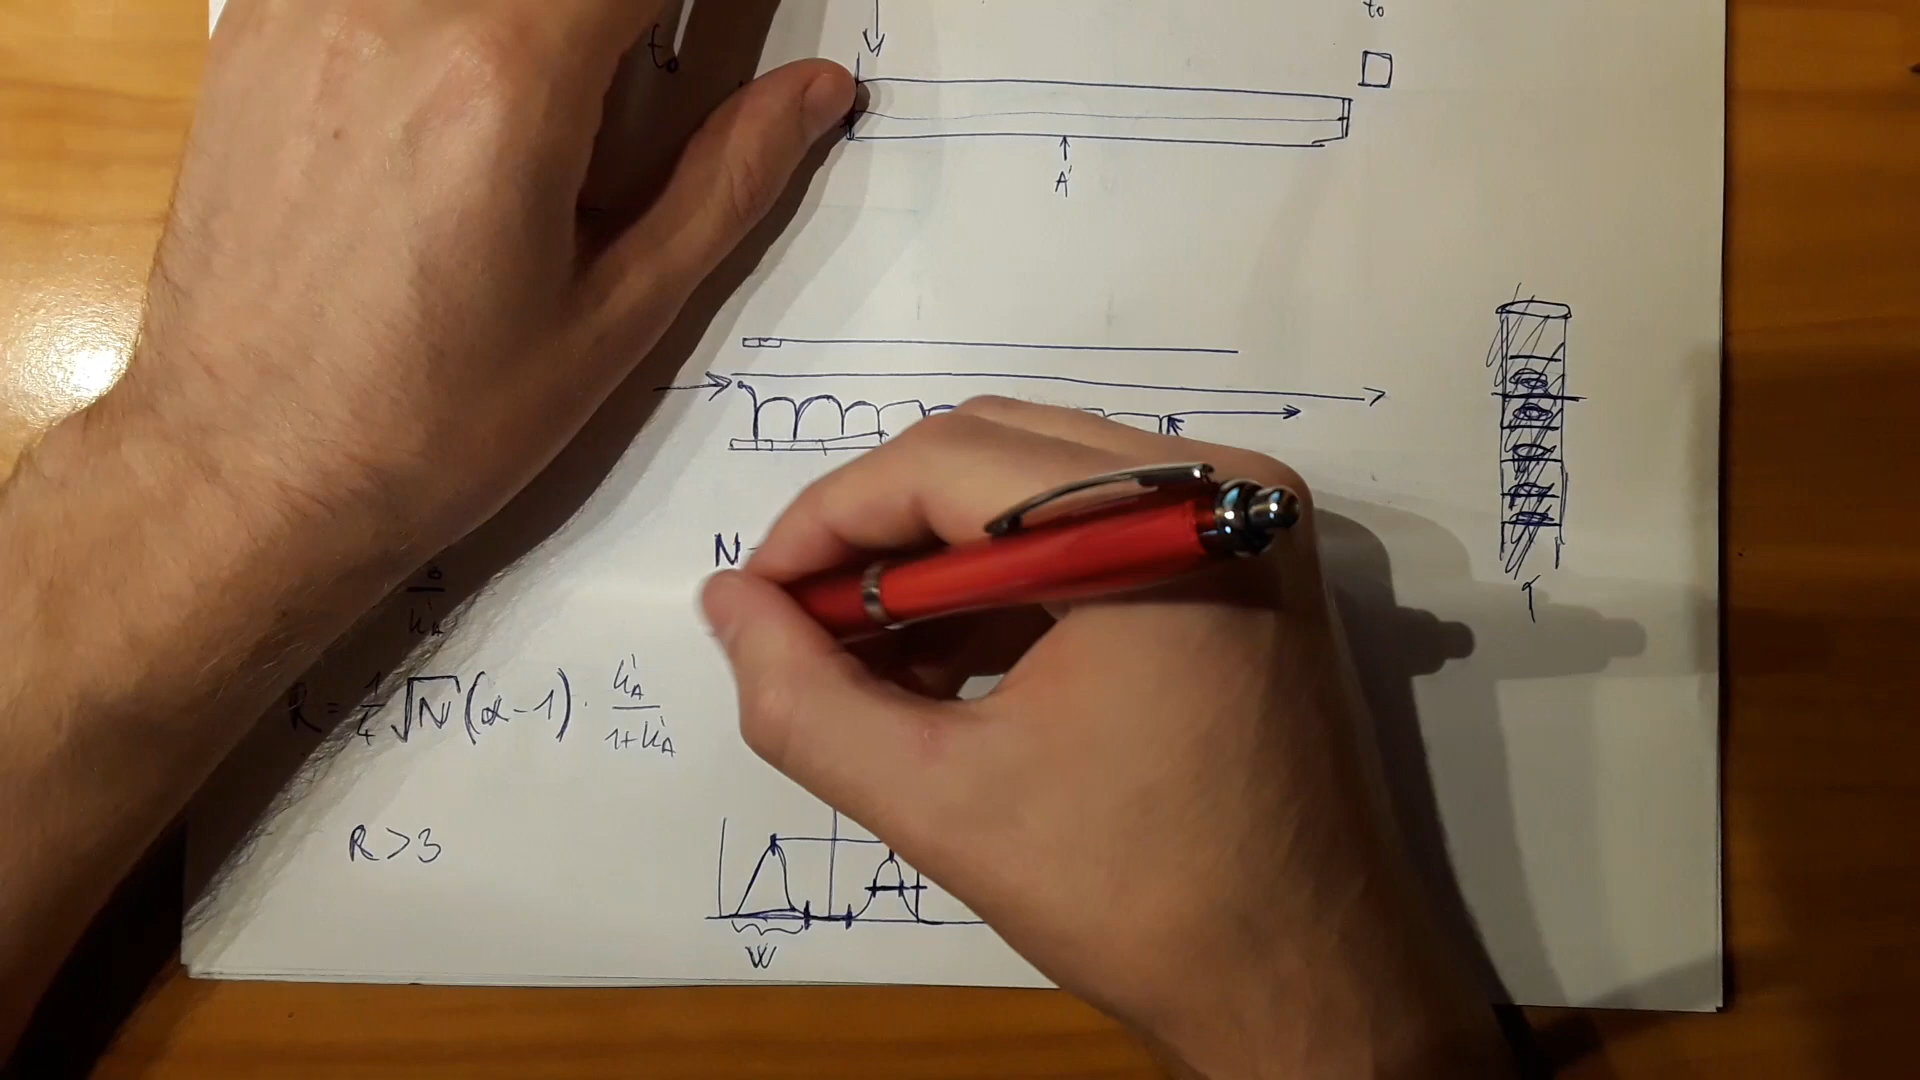 t₀
t₀
A'
N
k'A
R = 1/4 √N (α-1) · k'A/1+k'A
R > 3
W